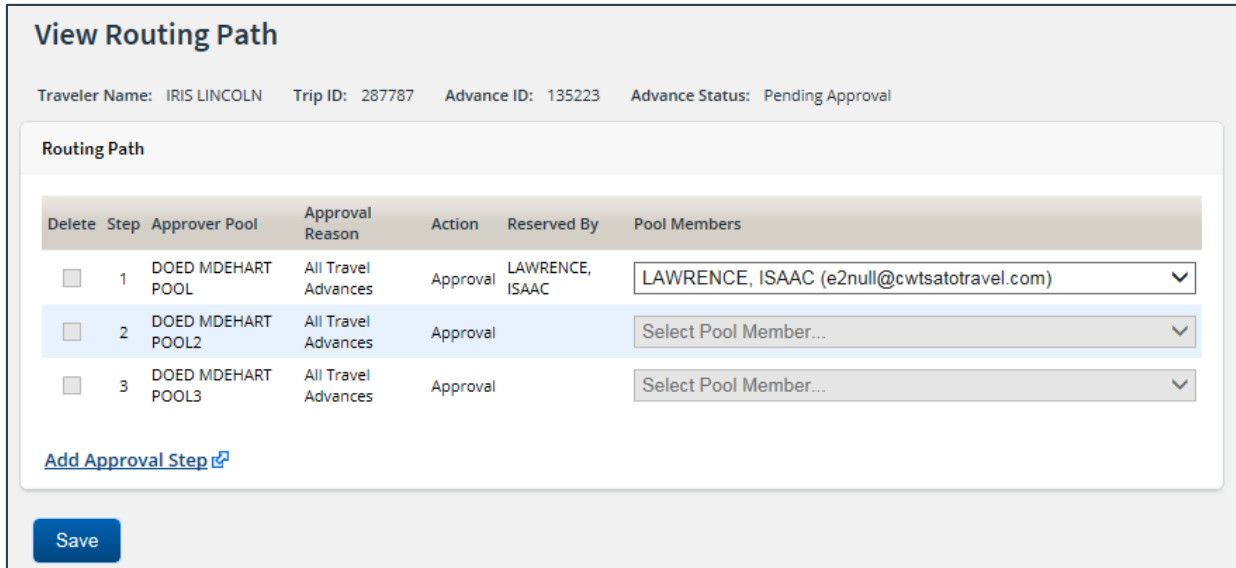 View Routing Path
Traveler Name: IRIS LINCOLN Trip ID: 287787 Advance ID: 135223 Advance Status: Pending Approval
Routing Path
Delete Step Approver Pool Approval Reason Action Reserved By Pool Members
1 DOED MDEHART POOL All Travel Advances Approval LAWRENCE, ISAAC LAWRENCE, ISAAC (e2null@cwtsatotravel.com)
2 DOED MDEHART POOL2 All Travel Advances Approval Select Pool Member...
3 DOED MDEHART POOL3 All Travel Advances Approval Select Pool Member...
Add Approval Step
Save